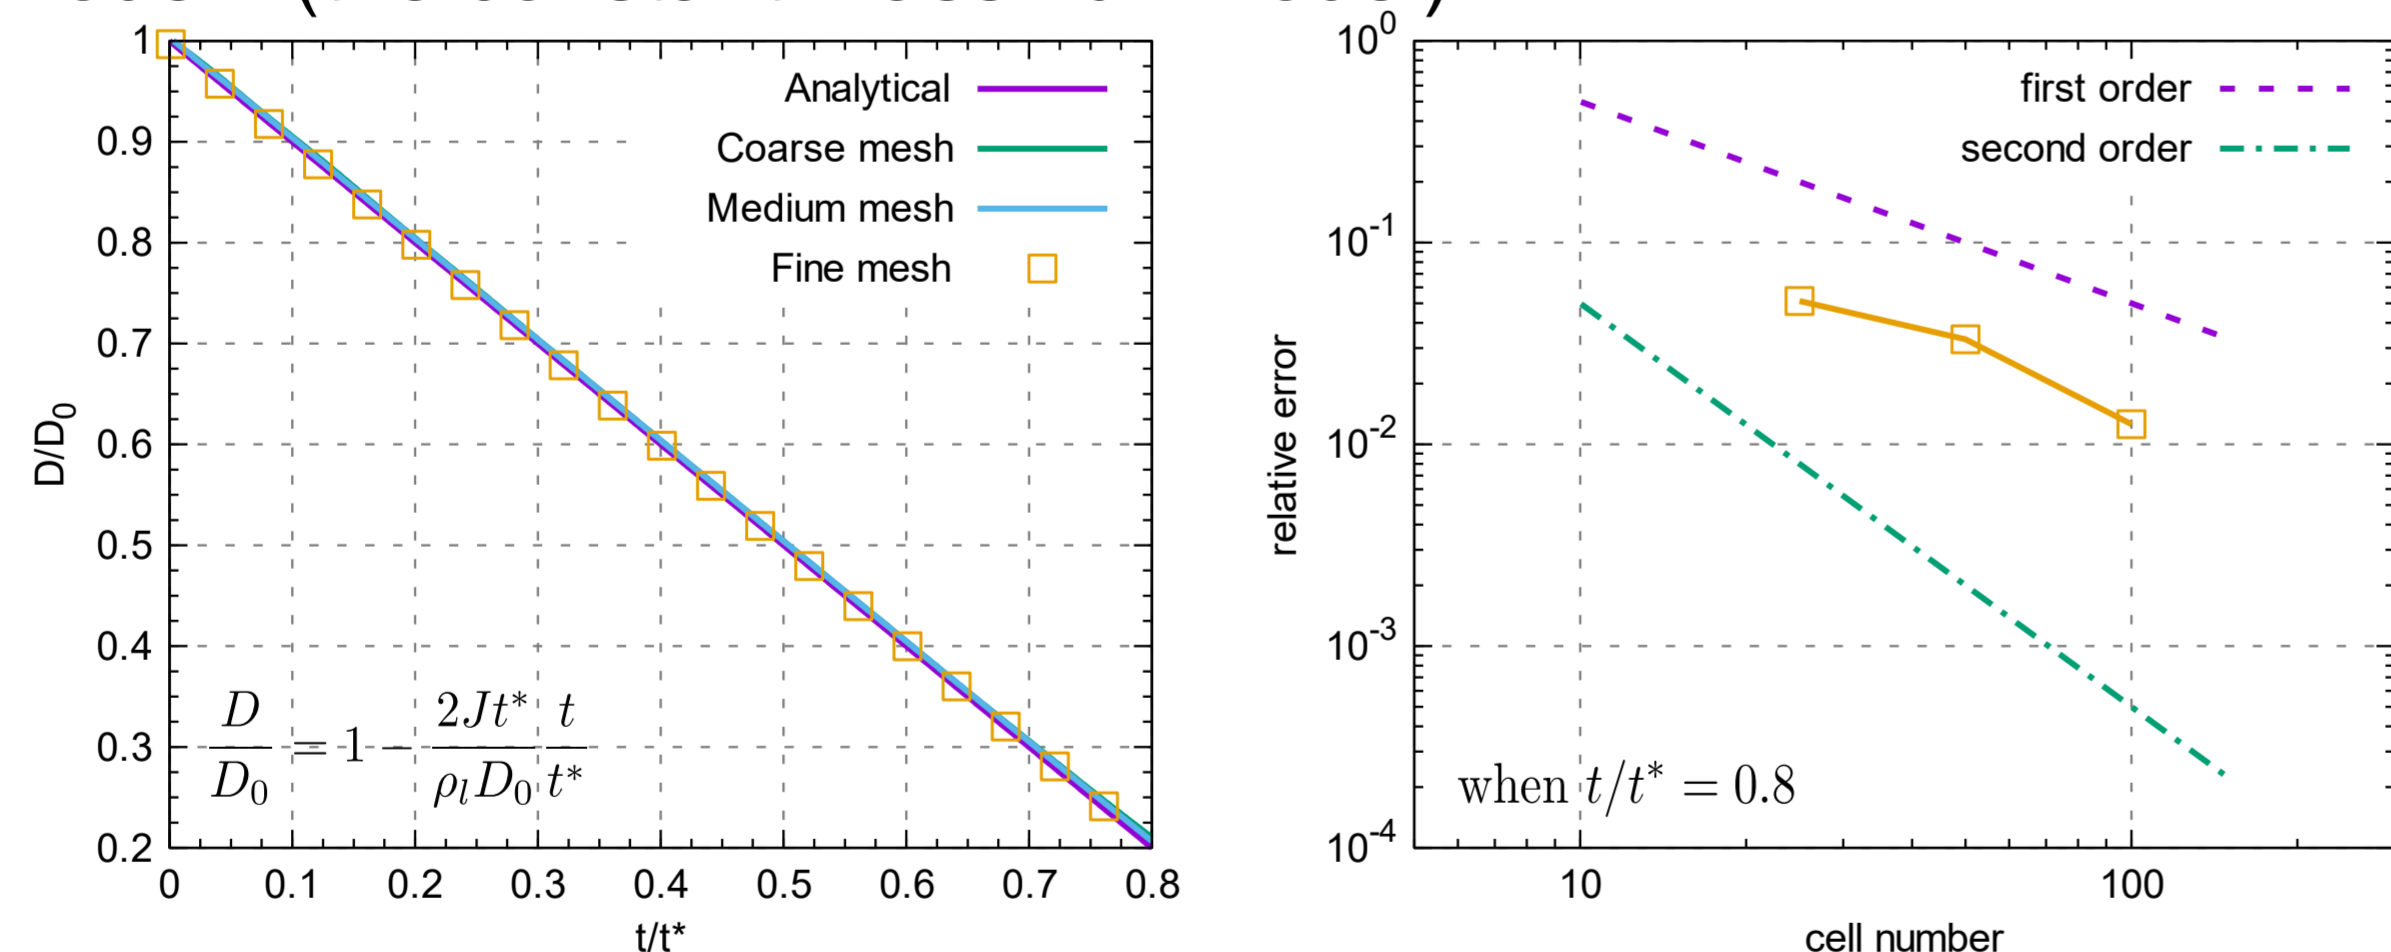 1
0.9
0.8
0.7
0.6
0.5
0.4
0.3
0.2
0 0.1 0.2 0.3 0.4 0.5 0.6 0.7 0.8
D/D₀
t/t*
Analytical
Coarse mesh
Medium mesh
Fine mesh
D/D₀ = 1 − 2Jt*/ρₗD₀ t/t*
10⁰
10⁻¹
10⁻²
10⁻³
10⁻⁴
10 100
relative error
cell number
first order
second order
when t/t* = 0.8